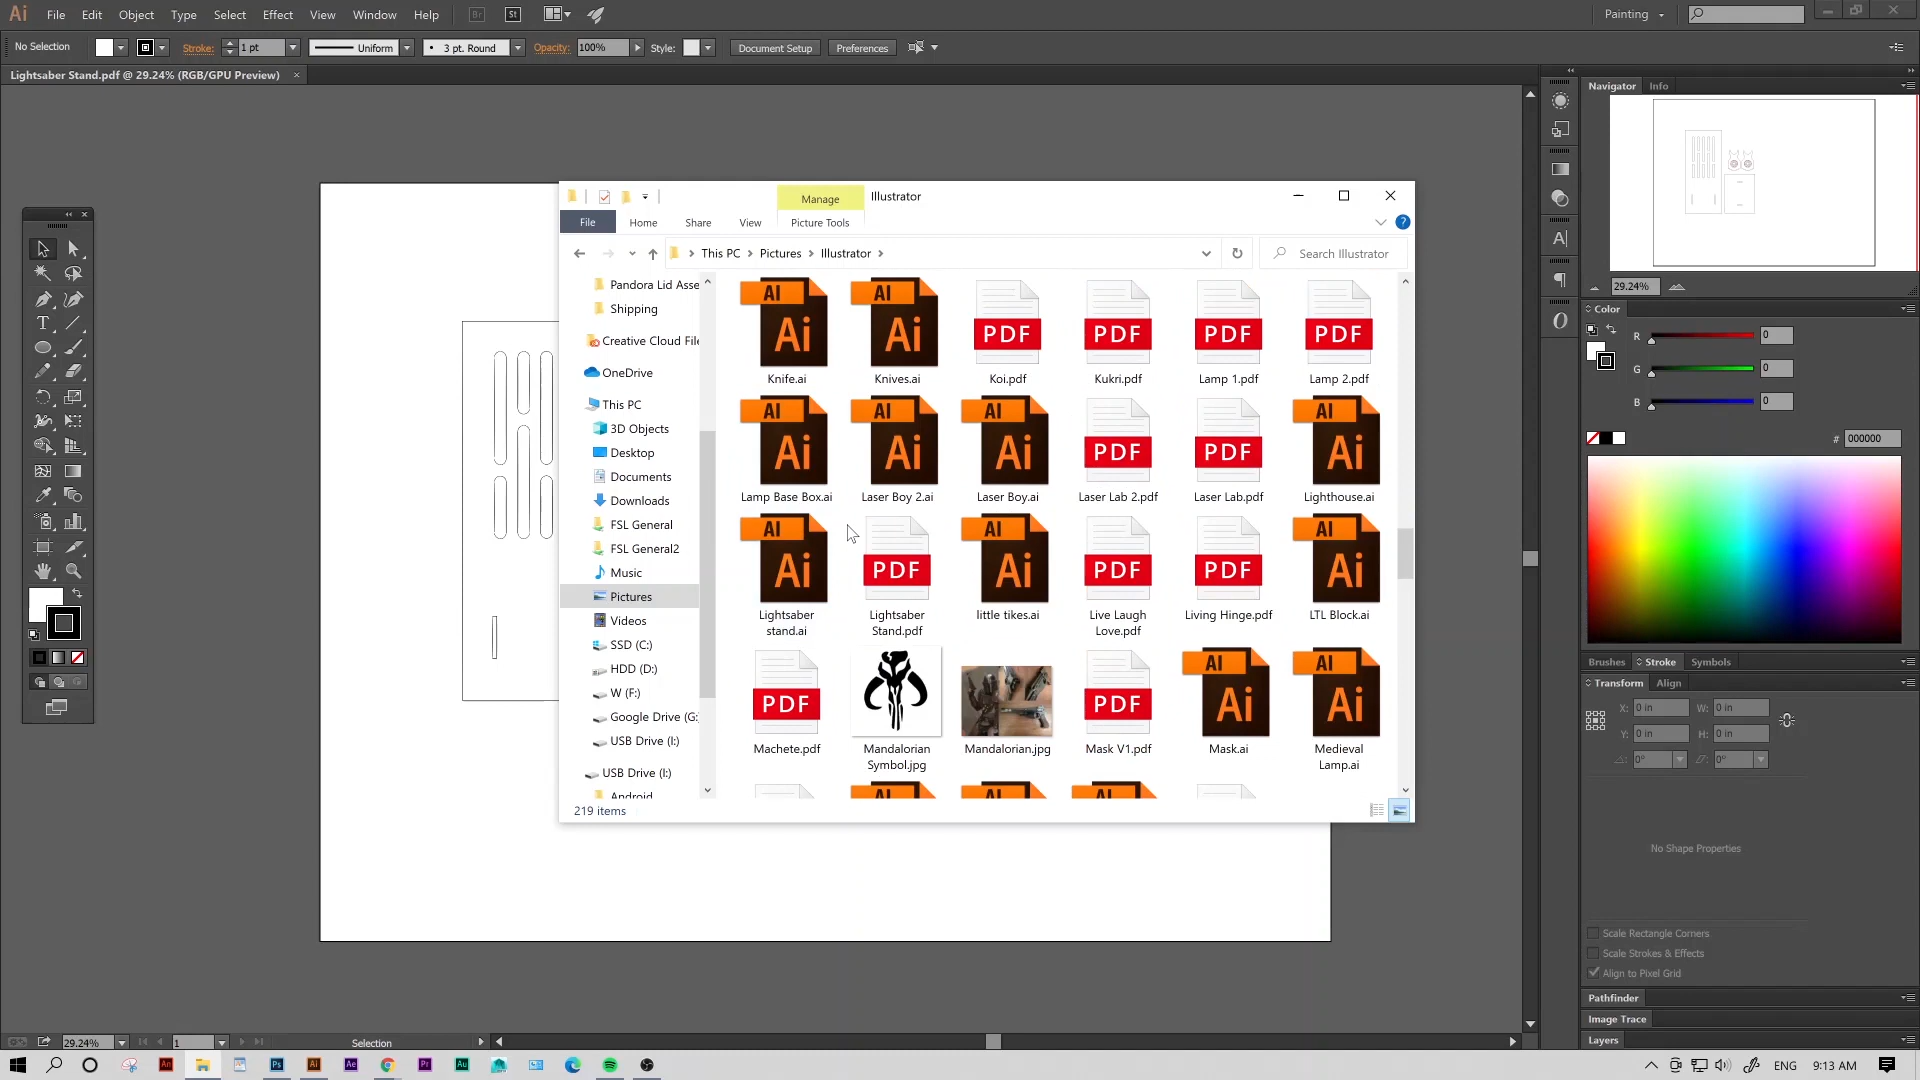 Ai File Edit Object Type Select Effect View Window Help Br St Painting
No Selection Stroke: 1 pt Uniform 3 pt. Round Opacity: 100% Style: Document Setup Preferences
Lightsaber Stand.pdf @ 29.24% (RGB/GPU Preview) ×
Navigator Info
29.24%
Color
R 0
G 0
B 0
# 000000
Brushes Stroke Symbols
Transform Align
X: 0 in W: 0 in
Y: 0 in H: 0 in
0° 0°
No Shape Properties
Scale Rectangle Corners
Scale Strokes & Effects
Align to Pixel Grid
Pathfinder
Image Trace
Layers
Manage Illustrator
File Home Share View Picture Tools
This PC Pictures Illustrator Search Illustrator
Pandora Lid Asse
Shipping
Creative Cloud File
OneDrive
This PC
3D Objects
Desktop
Documents
Downloads
FSL General
FSL General2
Music
Pictures
Videos
SSD (C:)
HDD (D:)
W (F:)
Google Drive (G:
USB Drive (I:)
USB Drive (I:)
Android
AI Ai AI Ai PDF PDF PDF PDF
Knife.ai Knives.ai Koi.pdf Kukri.pdf Lamp 1.pdf Lamp 2.pdf
AI Ai AI Ai AI Ai PDF PDF AI Ai
Lamp Base Box.ai Laser Boy 2.ai Laser Boy.ai Laser Lab 2.pdf Laser Lab.pdf Lighthouse.ai
AI Ai PDF AI Ai PDF PDF AI Ai
Lightsaber stand.ai Lightsaber Stand.pdf little tikes.ai Live Laugh Love.pdf Living Hinge.pdf LTL Block.ai
PDF PDF AI Ai AI Ai
Machete.pdf Mandalorian Symbol.jpg Mandalorian.jpg Mask V1.pdf Mask.ai Medieval Lamp.ai
219 items
29.24% 1 Selection
An Ps Ai Ae Pr Au ENG 9:13 AM